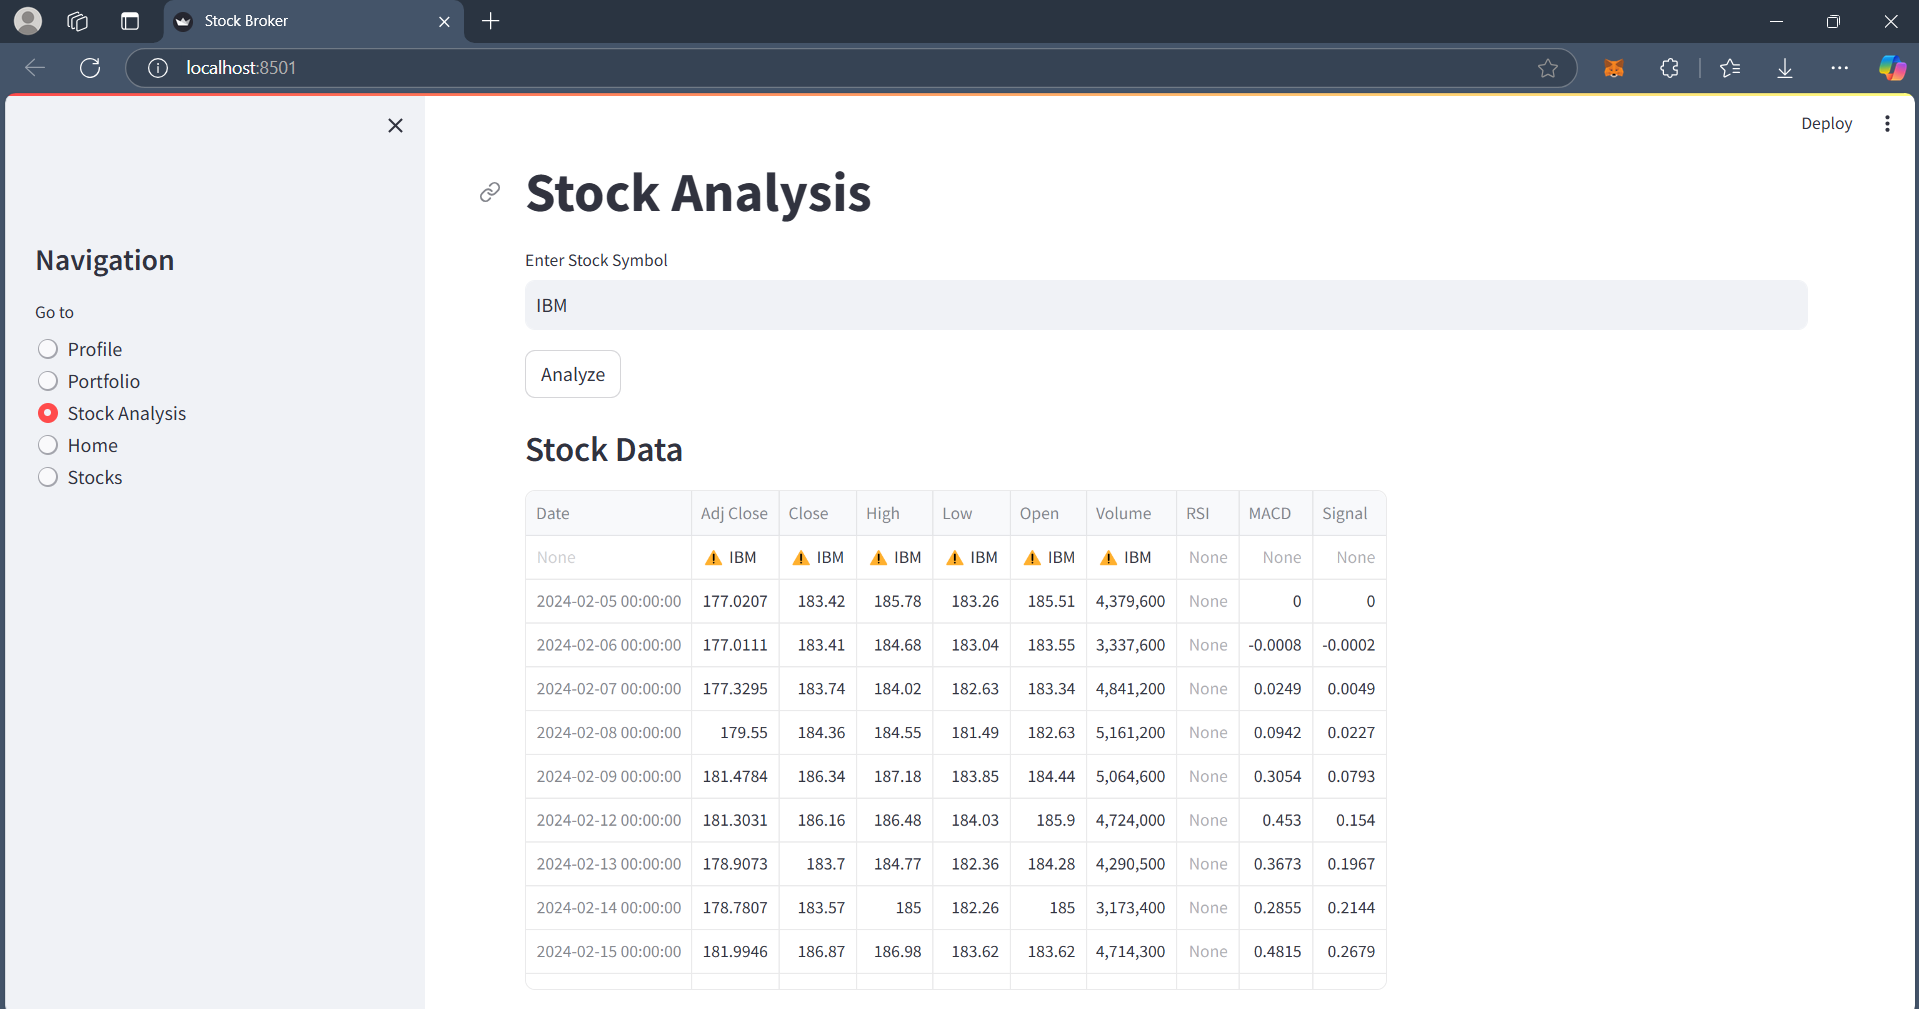 Stock Broker
localhost:8501
Deploy
Navigation
Go to
Profile
Portfolio
Stock Analysis
Home
Stocks
Stock Analysis
Enter Stock Symbol
IBM
Analyze
Stock Data
Date Adj Close Close High Low Open Volume RSI MACD Signal
None IBM IBM IBM IBM IBM IBM None None None
2024-02-05 00:00:00 177.0207 183.42 185.78 183.26 185.51 4,379,600 None 0 0
2024-02-06 00:00:00 177.0111 183.41 184.68 183.04 183.55 3,337,600 None -0.0008 -0.0002
2024-02-07 00:00:00 177.3295 183.74 184.02 182.63 183.34 4,841,200 None 0.0249 0.0049
2024-02-08 00:00:00 179.55 184.36 184.55 181.49 182.63 5,161,200 None 0.0942 0.0227
2024-02-09 00:00:00 181.4784 186.34 187.18 183.85 184.44 5,064,600 None 0.3054 0.0793
2024-02-12 00:00:00 181.3031 186.16 186.48 184.03 185.9 4,724,000 None 0.453 0.154
2024-02-13 00:00:00 178.9073 183.7 184.77 182.36 184.28 4,290,500 None 0.3673 0.1967
2024-02-14 00:00:00 178.7807 183.57 185 182.26 185 3,173,400 None 0.2855 0.2144
2024-02-15 00:00:00 181.9946 186.87 186.98 183.62 183.62 4,714,300 None 0.4815 0.2679